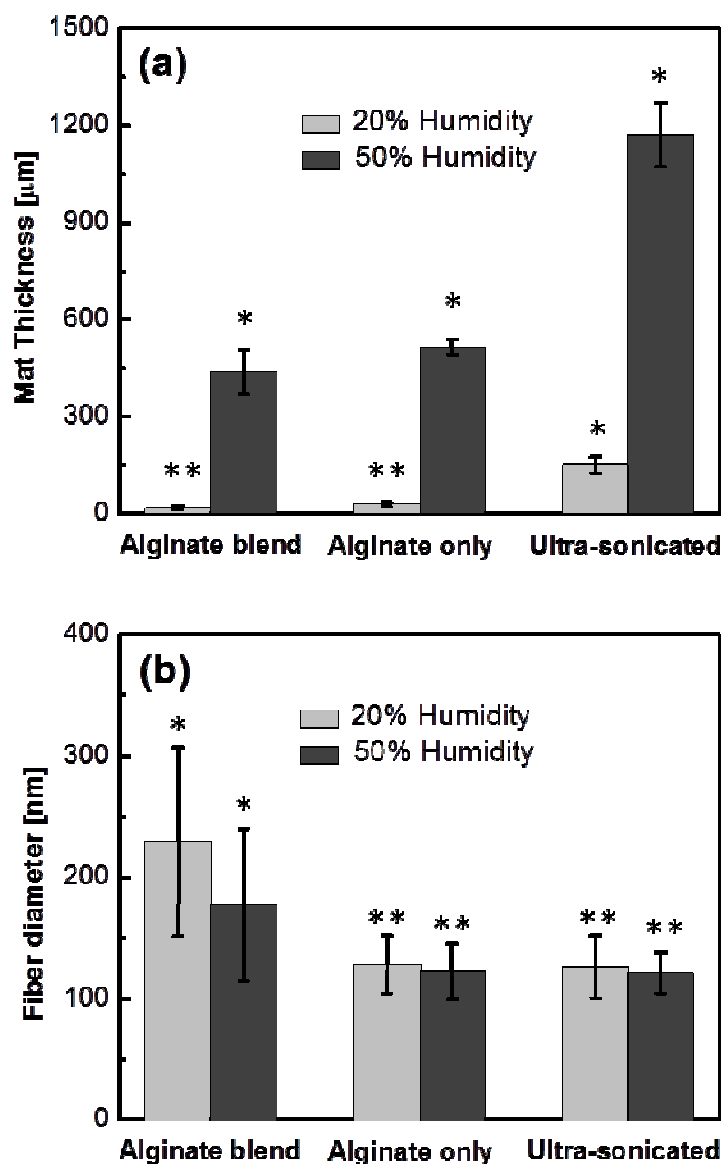 (a)
20% Humidity
50% Humidity
Mat Thickness [μm]
1500
1200
900
600
300
0
*
*
*
**
**
*
Alginate blend Alginate only Ultra-sonicated
(b)
20% Humidity
50% Humidity
Fiber diameter [nm]
400
300
200
100
0
*
*
** ** ** **
Alginate blend Alginate only Ultra-sonicated